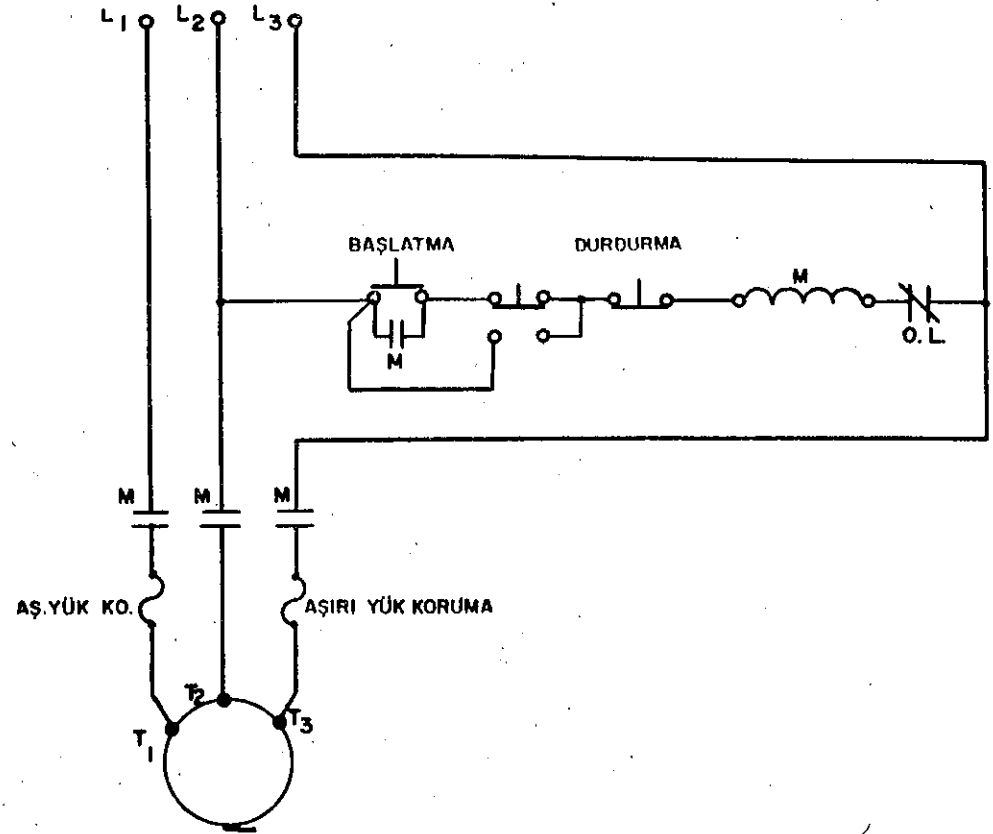 L1 L2 L3
BAŞLATMA DURDURMA
M
M
O.L.
M M M
AŞ.YÜK KO. AŞIRI YÜK KORUMA
T2
T1 T3